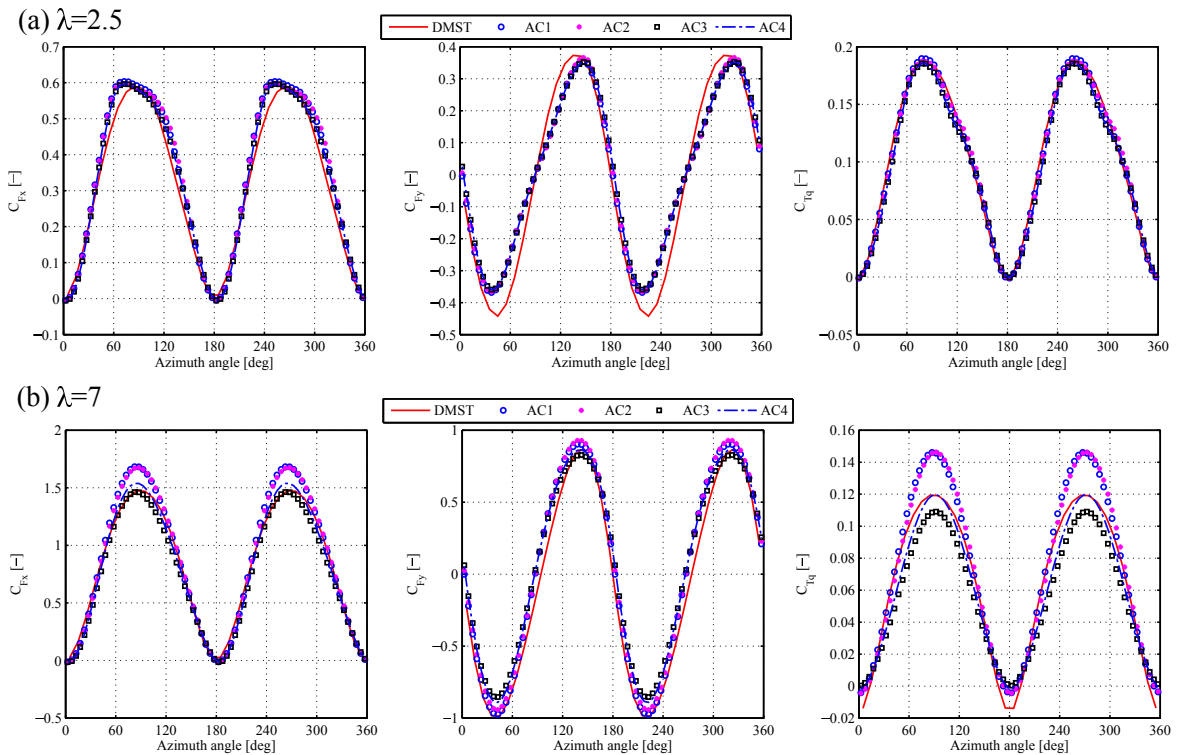 (a) λ=2.5
DMST AC1 AC2 AC3 AC4
C_Fx [−]
0.7
0.6
0.5
0.4
0.3
0.2
0.1
0
−0.1
0 60 120 180 240 300 360
Azimuth angle [deg]
C_Fy [−]
0.4
0.3
0.2
0.1
0
−0.1
−0.2
−0.3
−0.4
−0.5
0 60 120 180 240 300 360
Azimuth angle [deg]
C_Tq [−]
0.2
0.15
0.1
0.05
0
−0.05
0 60 120 180 240 300 360
Azimuth angle [deg]
(b) λ=7
DMST AC1 AC2 AC3 AC4
C_Fx [−]
2
1.5
1
0.5
0
−0.5
0 60 120 180 240 300 360
Azimuth angle [deg]
C_Fy [−]
1
0.5
0
−0.5
−1
0 60 120 180 240 300 360
Azimuth angle [deg]
C_Tq [−]
0.16
0.14
0.12
0.1
0.08
0.06
0.04
0.02
0
−0.02
0 60 120 180 240 300 360
Azimuth angle [deg]